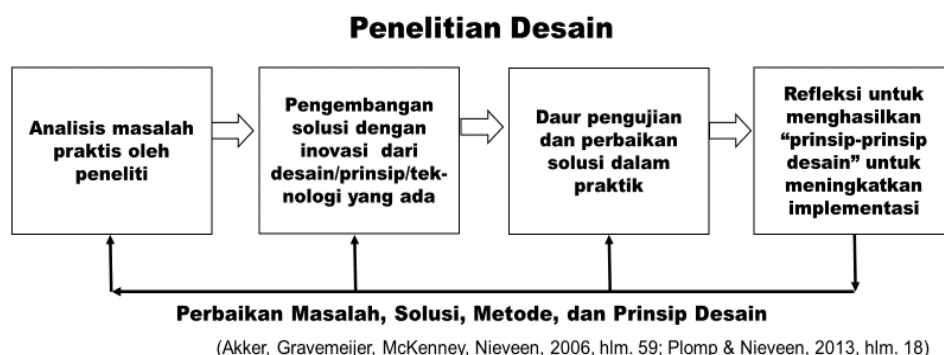 Penelitian Desain
Analisis masalah
praktis oleh
peneliti
Pengembangan
solusi dengan
inovasi dari
desain/prinsip/tek-
nologi yang ada
Daur pengujian
dan perbaikan
solusi dalam
praktik
Refleksi untuk
menghasilkan
“prinsip-prinsip
desain” untuk
meningkatkan
implementasi
Perbaikan Masalah, Solusi, Metode, dan Prinsip Desain
(Akker, Gravemeijer, McKenney, Nieveen, 2006, hlm. 59; Plomp & Nieveen, 2013, hlm. 18)